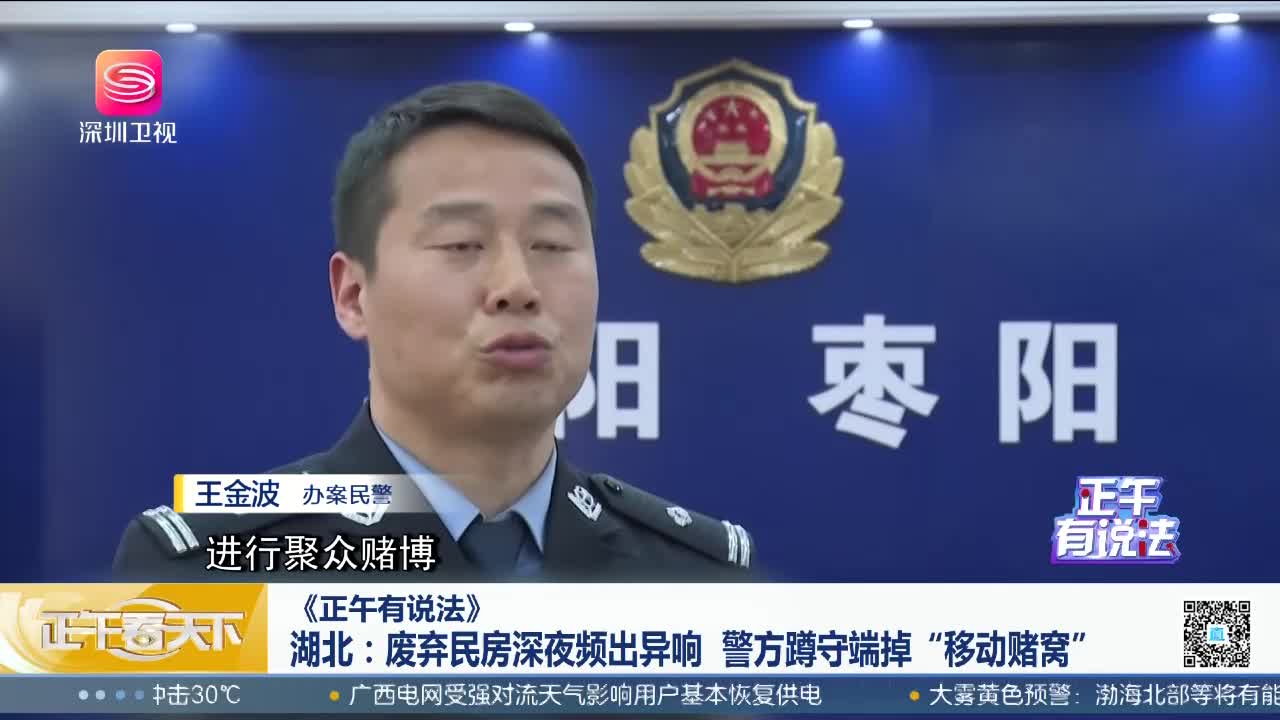 深圳卫视
阳 枣阳
王金波 办案民警
进行聚众赌博
正午有说法
正午看天下
《正午有说法》
湖北：废弃民房深夜频出异响 警方蹲守端掉“移动赌窝”
冲击30℃ 广西电网受强对流天气影响用户基本恢复供电 大雾黄色预警：渤海北部等将有能